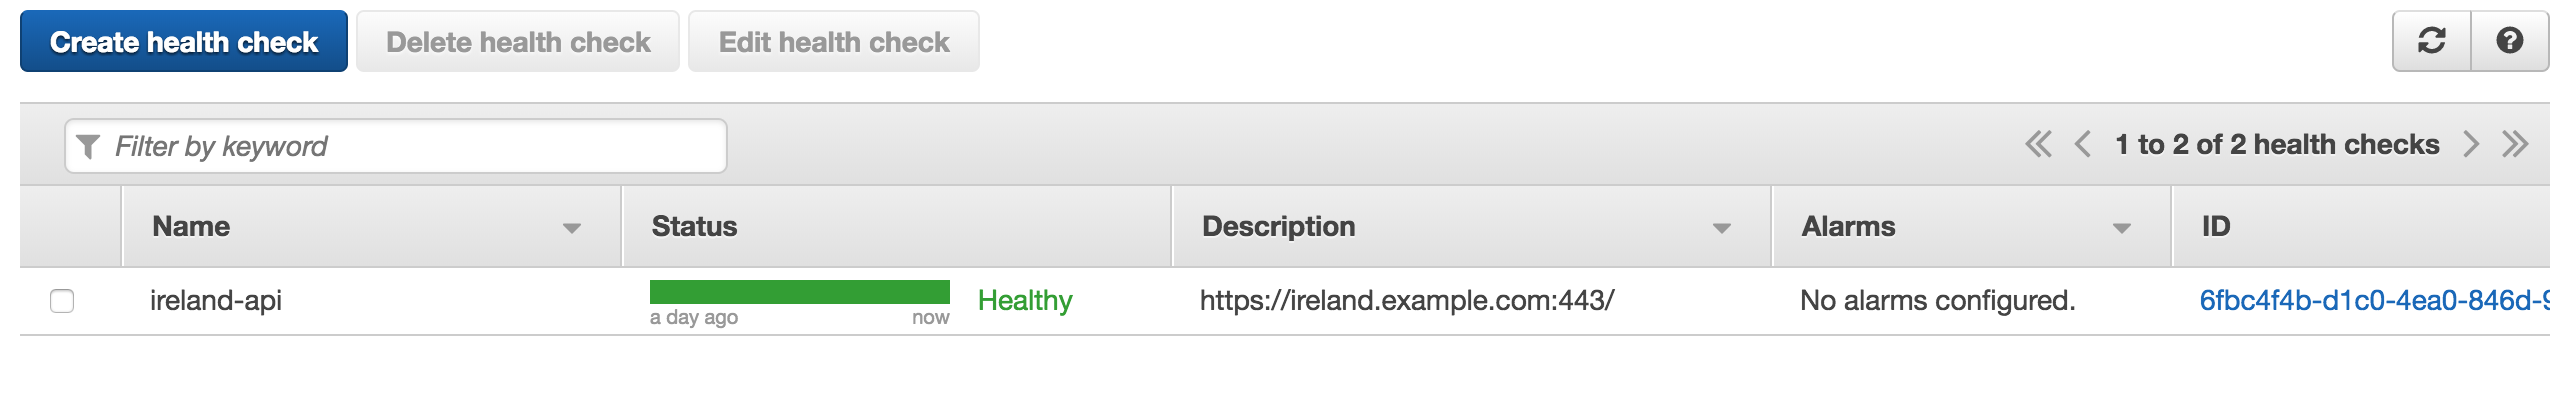 Create health check Delete health check Edit health check
Filter by keyword 1 to 2 of 2 health checks
Name Status Description Alarms ID
ireland-api Healthy https://ireland.example.com:443/ No alarms configured. 6fbc4f4b-d1c0-4ea0-846d-9
a day ago now